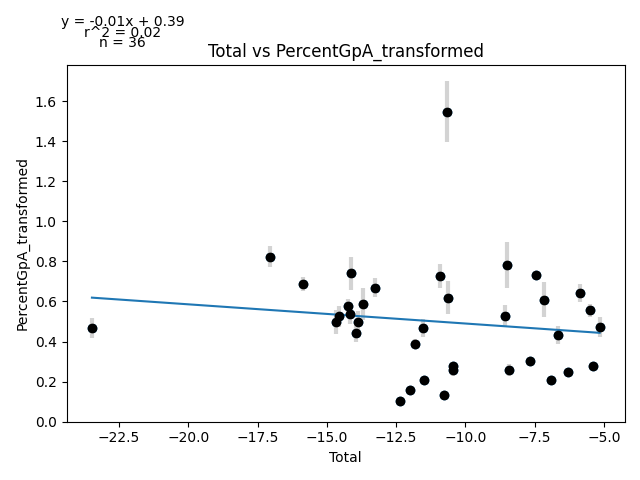 y = -0.01x + 0.39
r^2 = 0.02
n = 36
Total vs PercentGpA_transformed
PercentGpA_transformed
1.6
1.4
1.2
1.0
0.8
0.6
0.4
0.2
0.0
−22.5 −20.0 −17.5 −15.0 −12.5 −10.0 −7.5 −5.0
Total